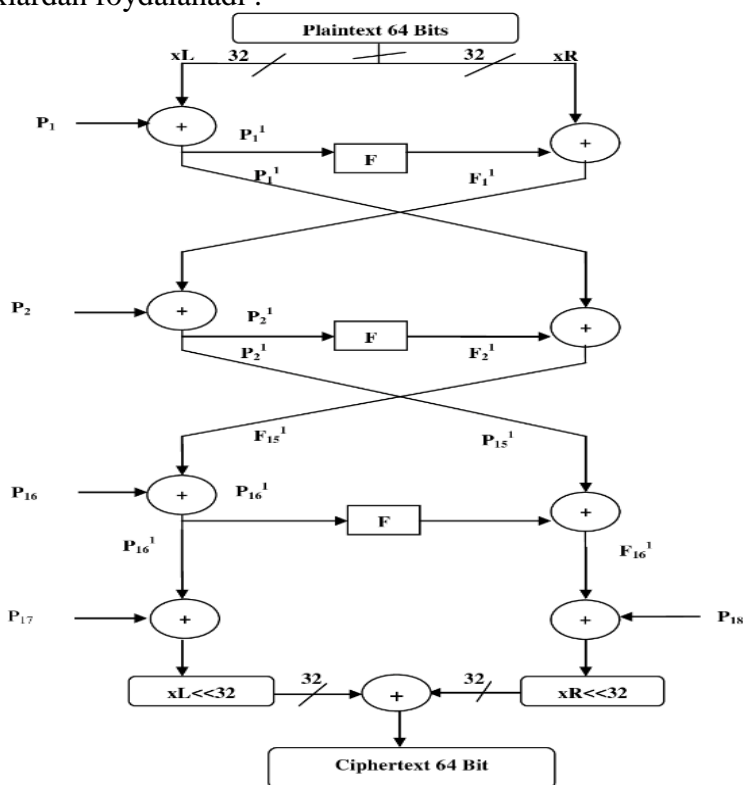 foydalanadi .
Plaintext 64 Bits
xL 32 32 xR
P₁ + P₁¹ F +
P₁¹ F₁¹
P₂ + P₂¹ F +
P₂¹ F₂¹
F₁₅¹ P₁₅¹
P₁₆ + P₁₆¹ F +
P₁₆¹ F₁₆¹
P₁₇ + + P₁₈
xL<<32 32 + 32 xR<<32
Ciphertext 64 Bit